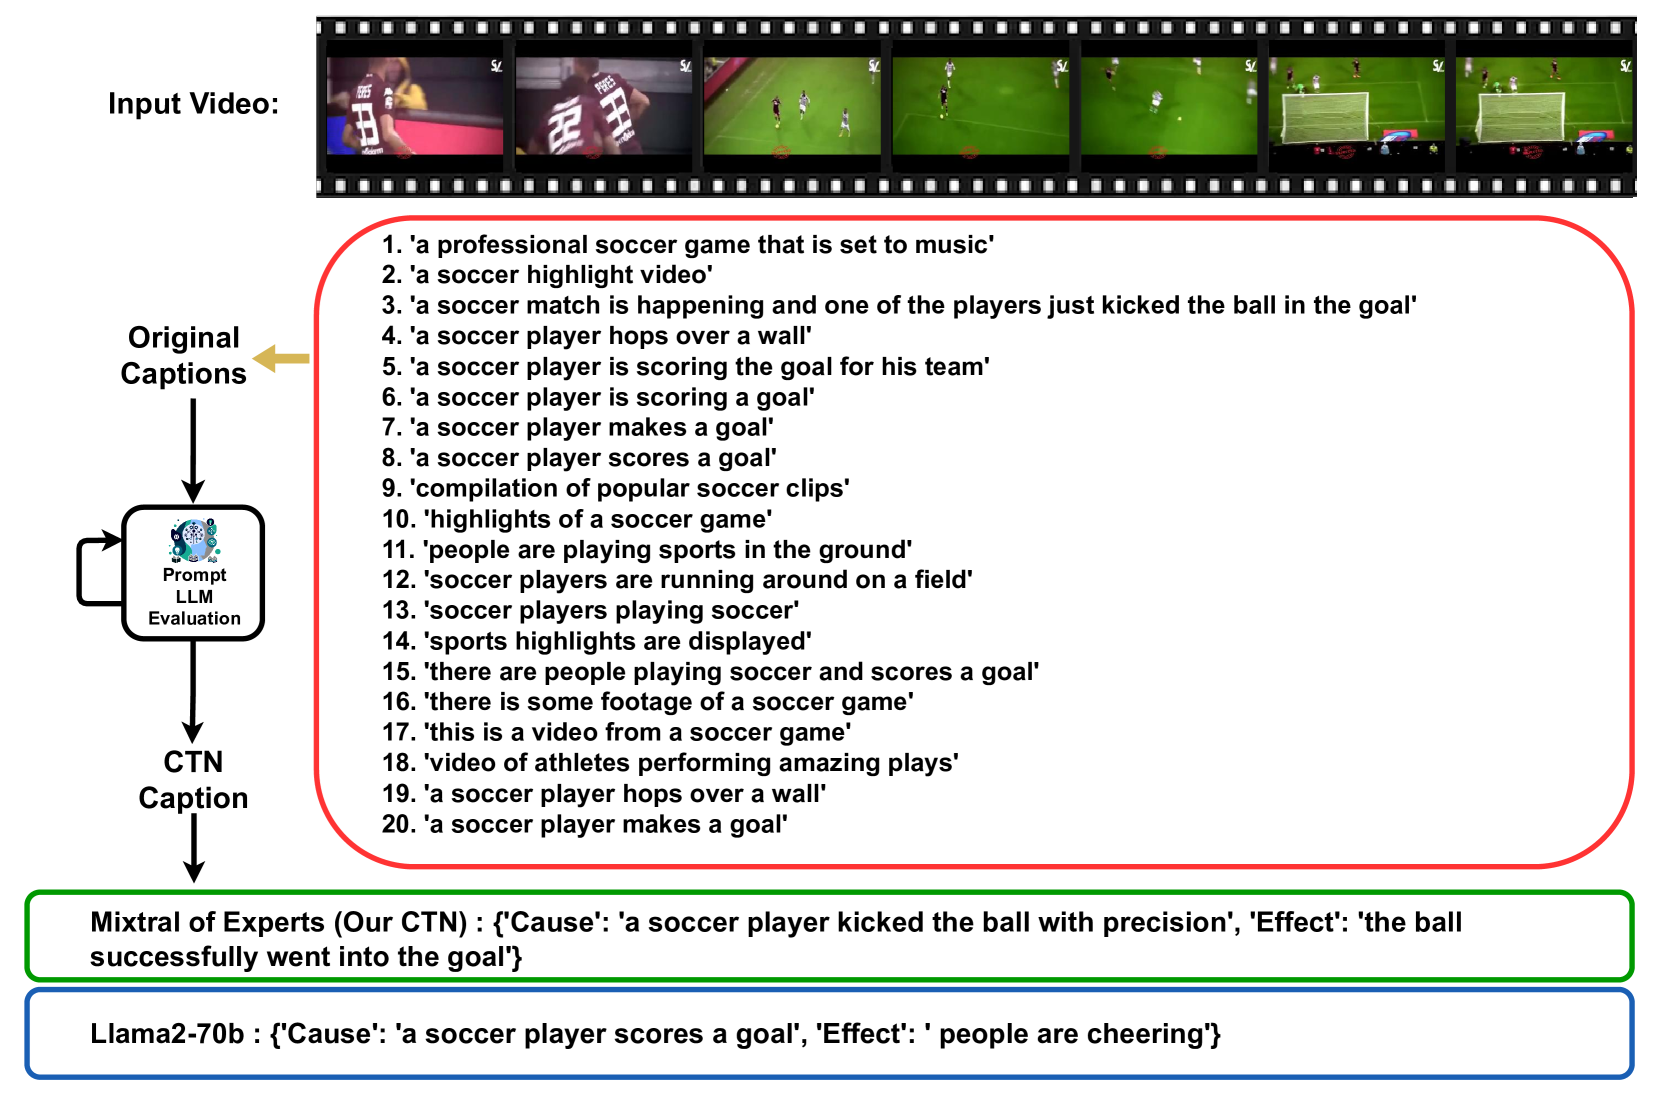 Input Video:
PERES
33
22
PERES
33
1. 'a professional soccer game that is set to music'
2. 'a soccer highlight video'
3. 'a soccer match is happening and one of the players just kicked the ball in the goal'
4. 'a soccer player hops over a wall'
5. 'a soccer player is scoring the goal for his team'
6. 'a soccer player is scoring a goal'
7. 'a soccer player makes a goal'
8. 'a soccer player scores a goal'
9. 'compilation of popular soccer clips'
10. 'highlights of a soccer game'
11. 'people are playing sports in the ground'
12. 'soccer players are running around on a field'
13. 'soccer players playing soccer'
14. 'sports highlights are displayed'
15. 'there are people playing soccer and scores a goal'
16. 'there is some footage of a soccer game'
17. 'this is a video from a soccer game'
18. 'video of athletes performing amazing plays'
19. 'a soccer player hops over a wall'
20. 'a soccer player makes a goal'
Original
Captions
Prompt
LLM
Evaluation
CTN
Caption
Mixtral of Experts (Our CTN) : {'Cause': 'a soccer player kicked the ball with precision', 'Effect': 'the ball
successfully went into the goal'}
Llama2-70b : {'Cause': 'a soccer player scores a goal', 'Effect': ' people are cheering'}